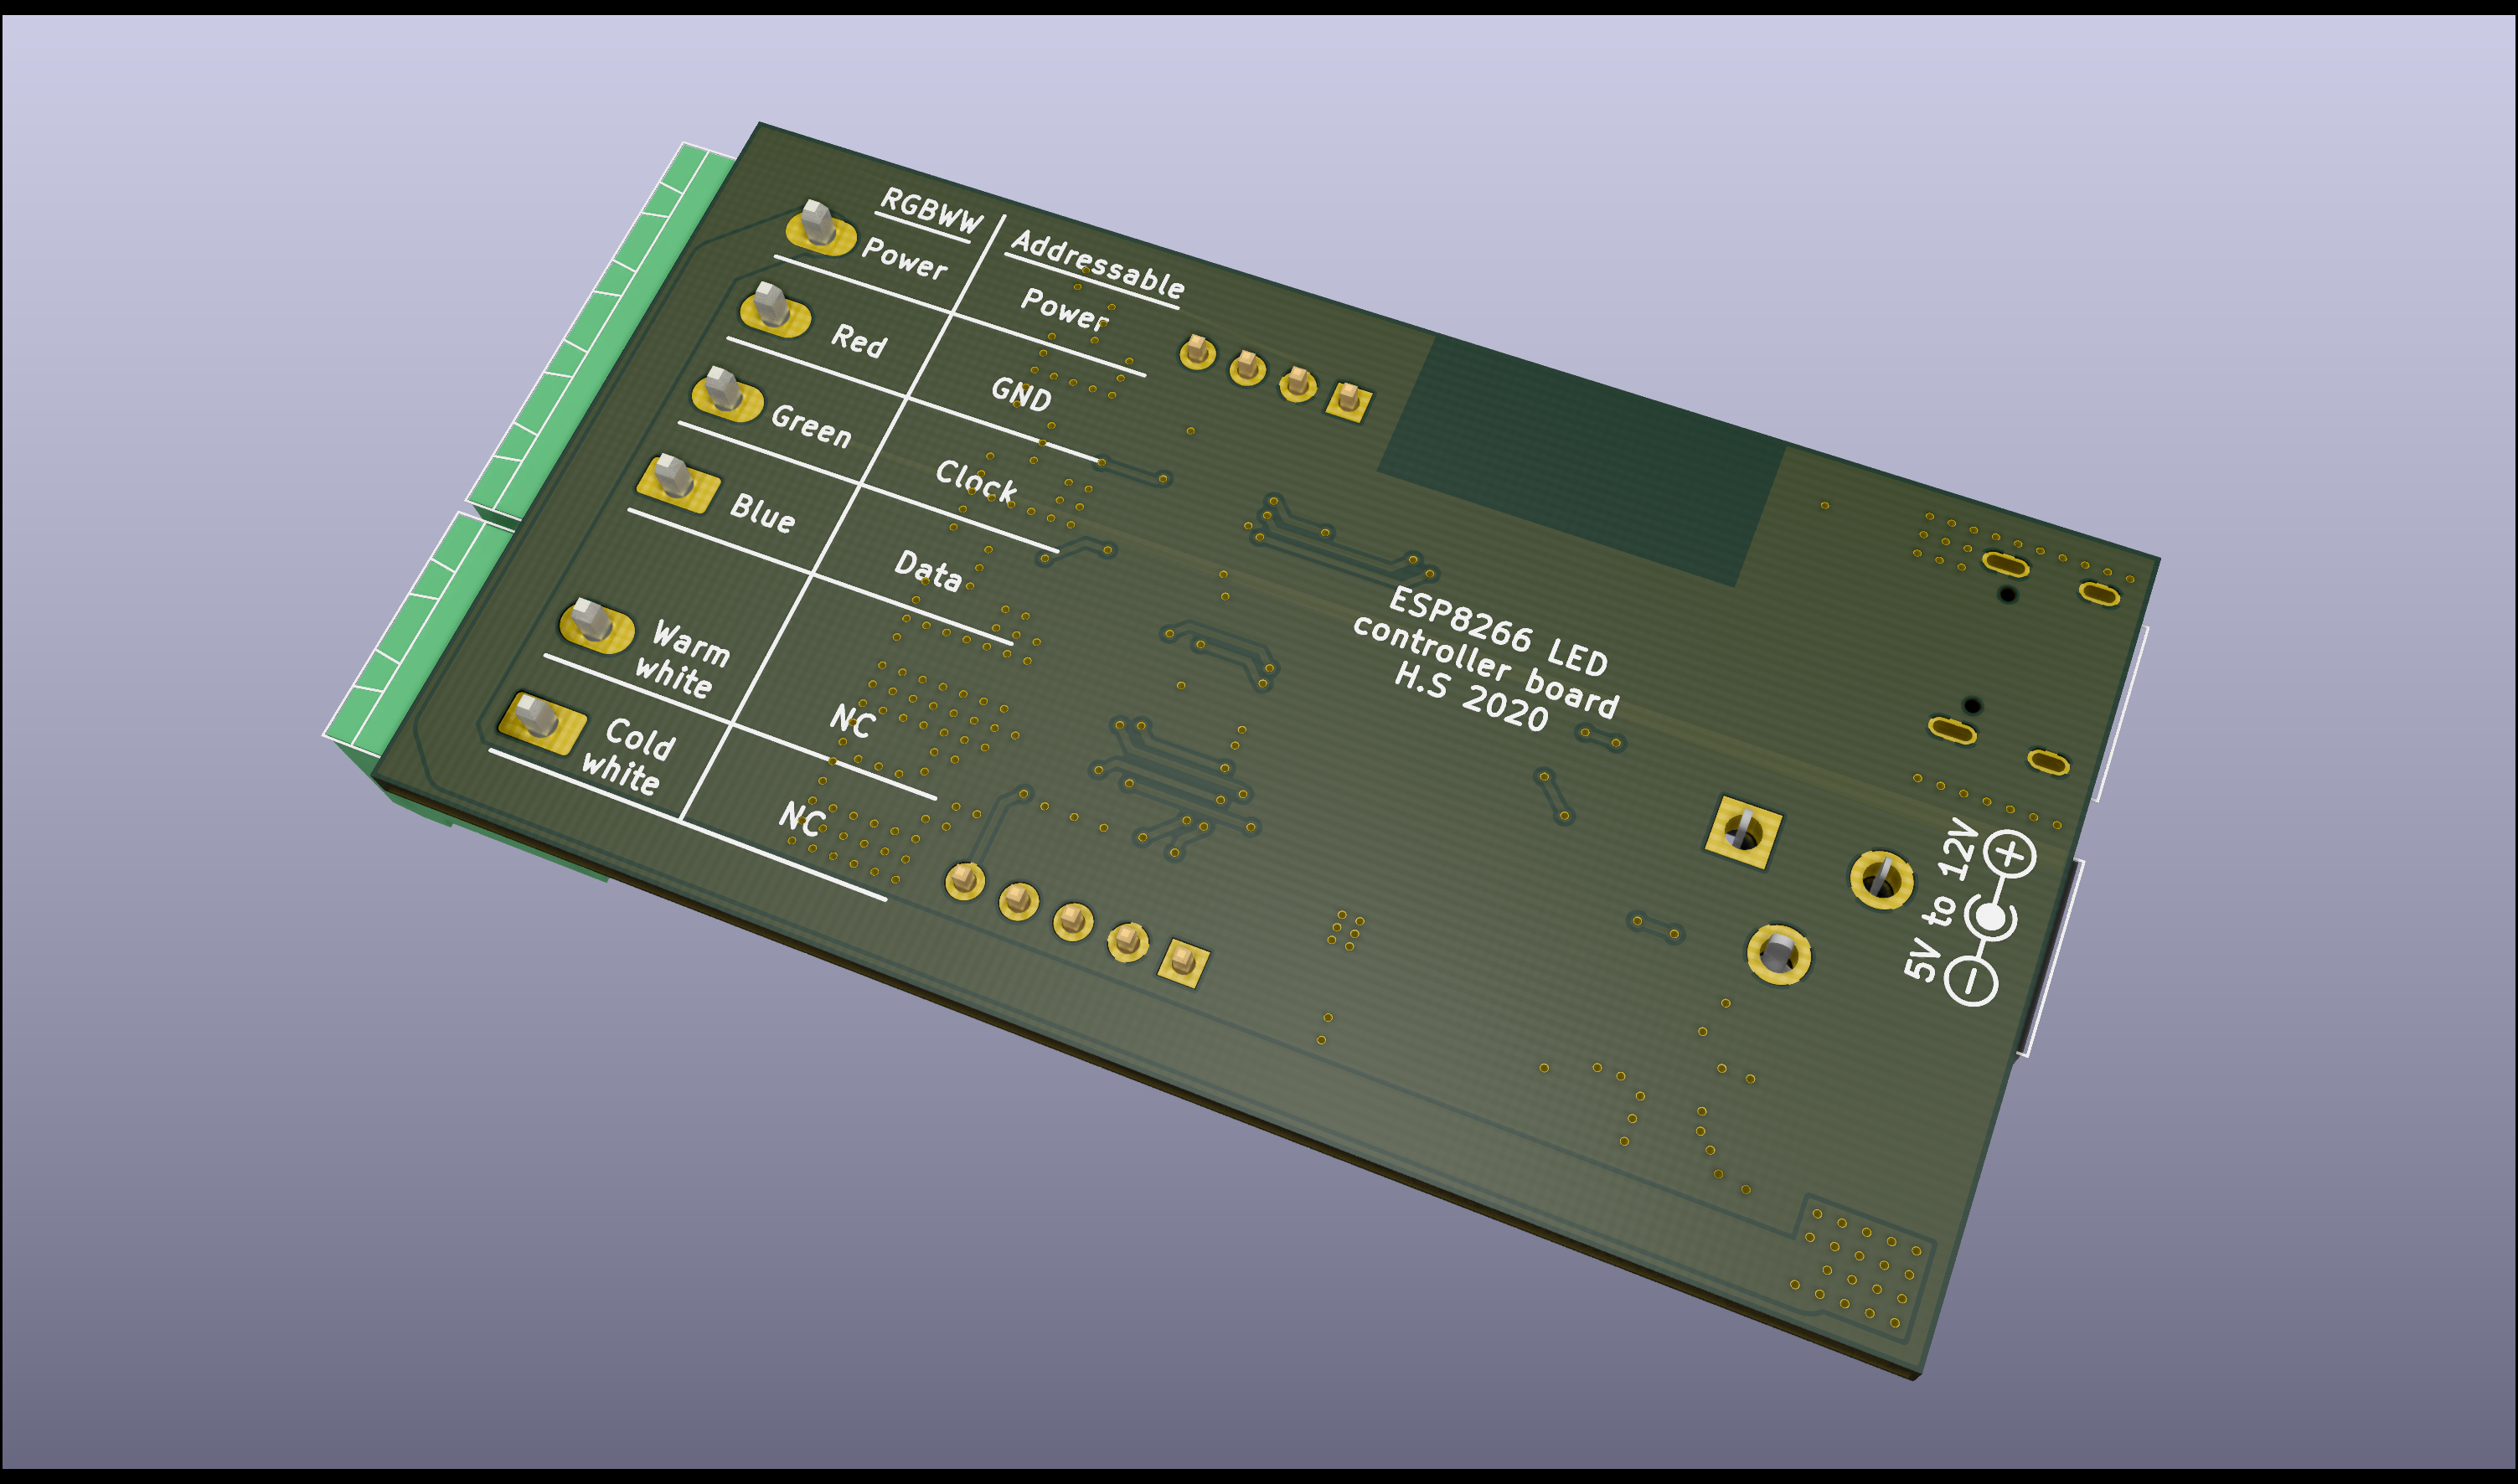 RGBWW
Addressable
Power
Power
Red
GND
Green
Clock
Blue
Data
Warm
white
NC
Cold
white
NC
ESP8266 LED
controller board
H.S 2020
5V to 12V
+
-